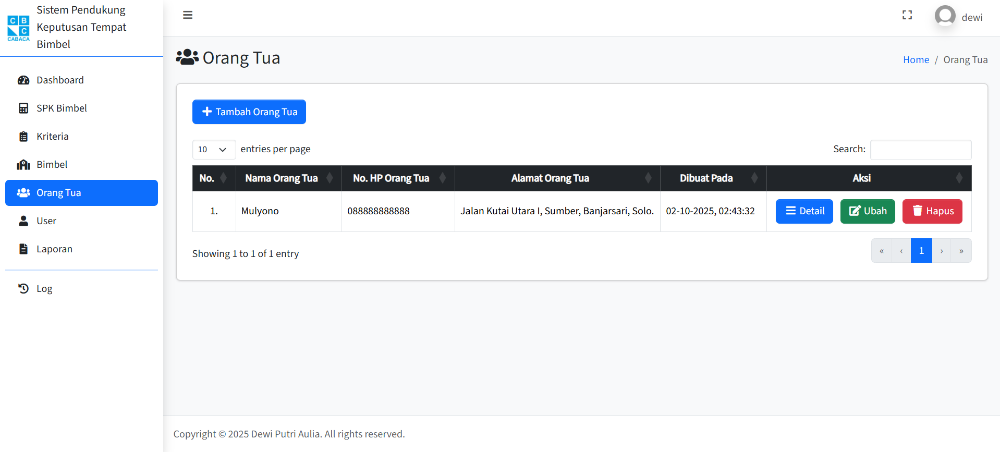 Sistem Pendukung
Keputusan Tempat
Bimbel
C B
C
CABACA
dewi
Dashboard
SPK Bimbel
Kriteria
Bimbel
Orang Tua
User
Laporan
Log
Orang Tua
Home / Orang Tua
Tambah Orang Tua
10 entries per page
Search:
No. Nama Orang Tua No. HP Orang Tua Alamat Orang Tua Dibuat Pada Aksi
1. Mulyono 088888888888 Jalan Kutai Utara I, Sumber, Banjarsari, Solo. 02-10-2025, 02:43:32 Detail Ubah Hapus
Showing 1 to 1 of 1 entry
« ‹ 1 › »
Copyright © 2025 Dewi Putri Aulia. All rights reserved.